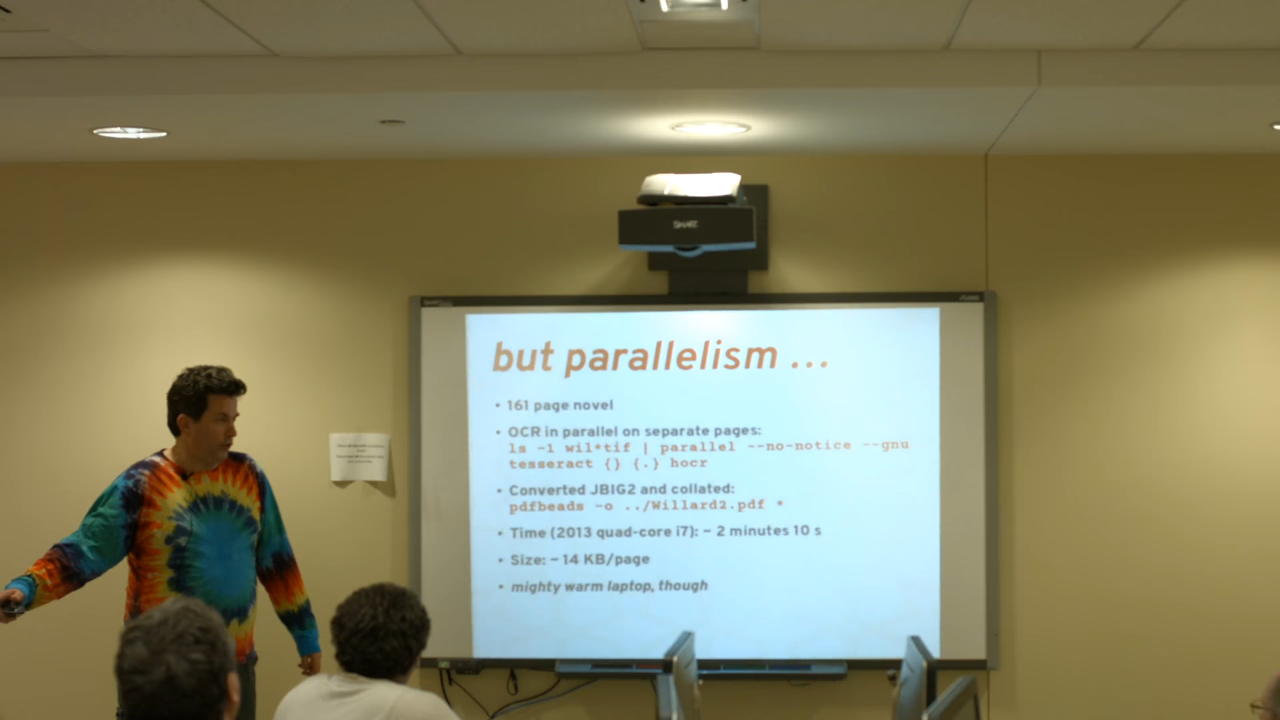 SMART
but parallelism ...
• 161 page novel
• OCR in parallel on separate pages:
ls -1 wil*tif | parallel --no-notice --gnu
tesseract {} {.} hocr
• Converted JBIG2 and collated:
pdfbeads -o ../Willard2.pdf *
• Time (2013 quad-core i7): ~ 2 minutes 10 s
• Size: ~ 14 KB/page
• mighty warm laptop, though